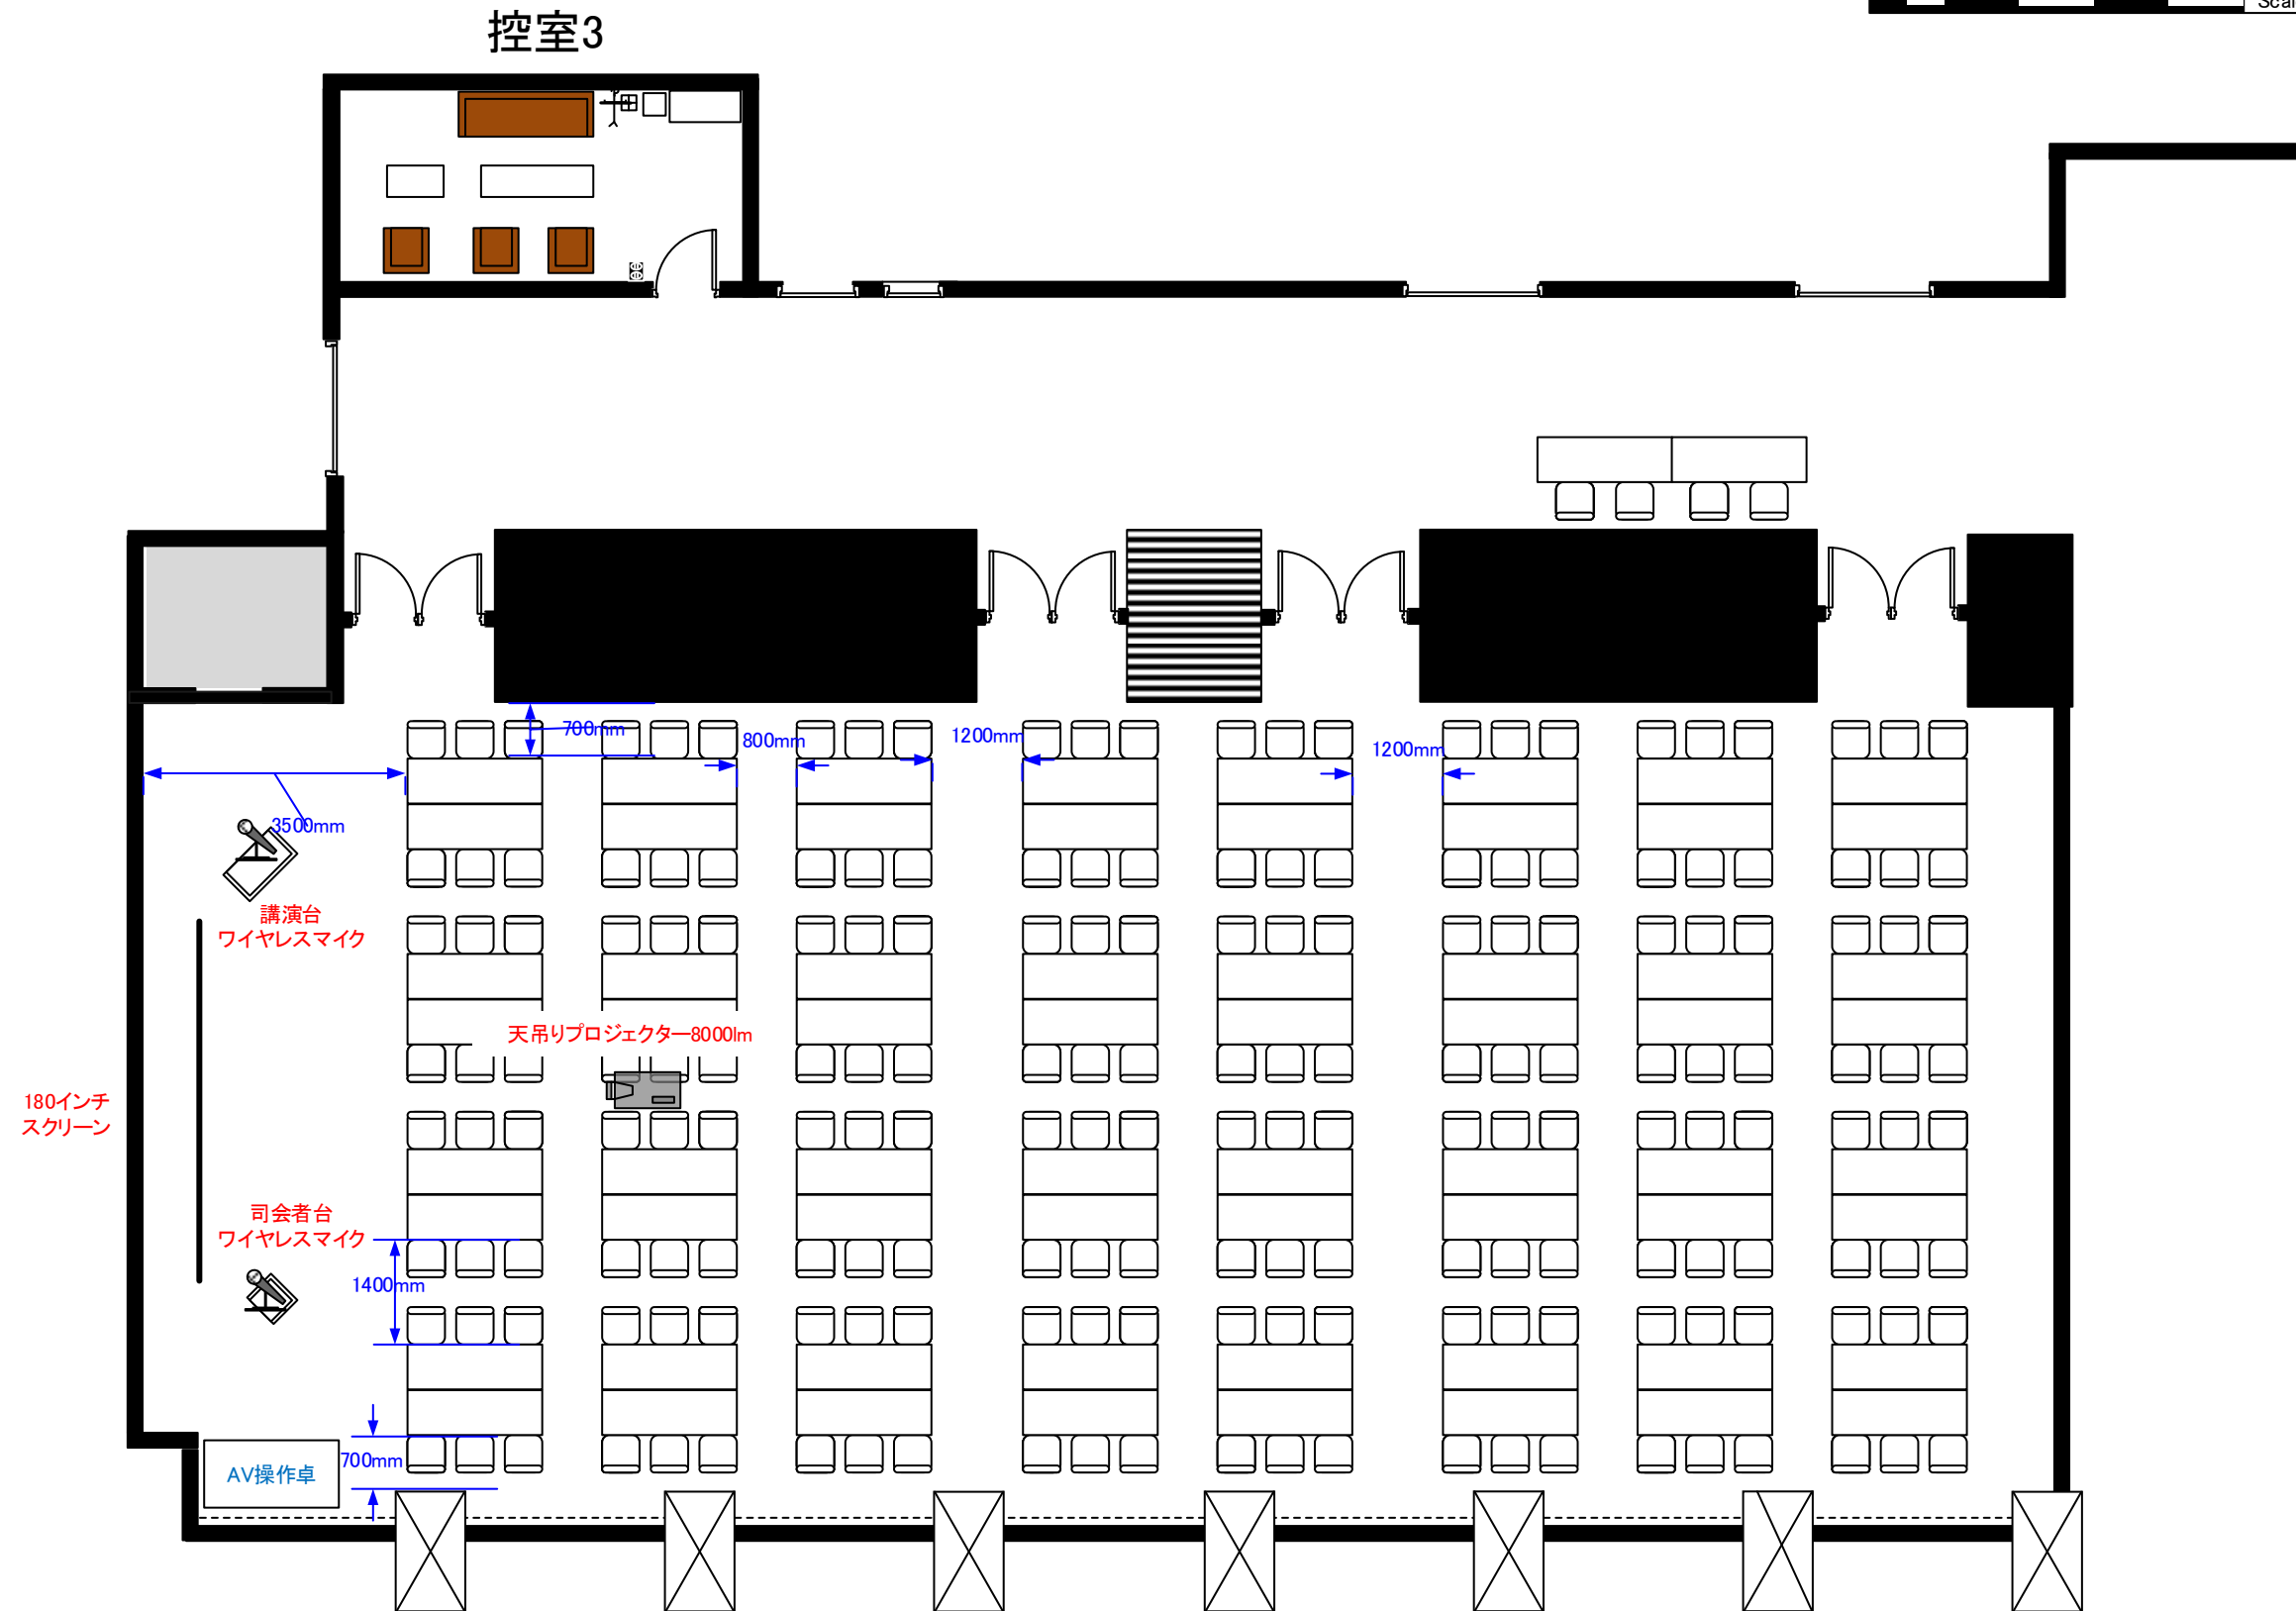 控室3
700mm
800mm
1200mm
1200mm
3500mm
講演台
ワイヤレスマイク
天吊りプロジェクター8000lm
180インチ
スクリーン
司会者台
ワイヤレスマイク
1400mm
700mm
AV操作卓